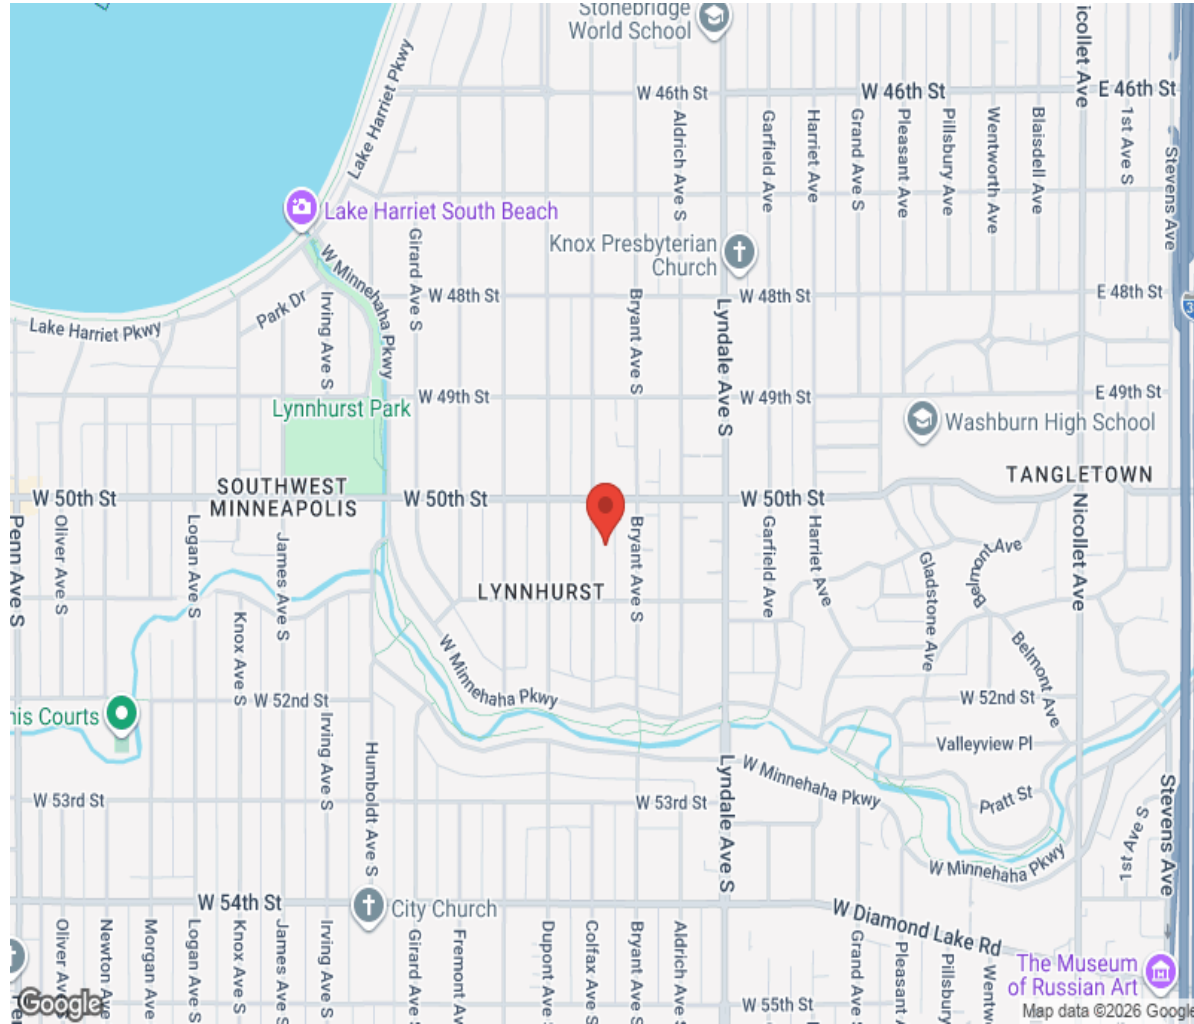 Stonebridge
World School
W 46th St
W 46th St
E 46th St
Nicollet Ave
Lake Harriet Pkwy
Aldrich Ave S
Garfield Ave
Harriet Ave
Grand Ave S
Pleasant Ave
Pillsbury Ave
Wentworth Ave
Blaisdell Ave
1st Ave S
Stevens Ave
Lake Harriet South Beach
Knox Presbyterian
Church
W Minnehaha Pkwy
Girard Ave S
Irving Ave S
Park Dr
Lake Harriet Pkwy
W 48th St
Bryant Ave S
W 48th St
E 48th St
Lyndale Ave S
W 49th St
W 49th St
E 49th St
Lynnhurst Park
Washburn High School
SOUTHWEST
MINNEAPOLIS
TANGLETOWN
W 50th St
W 50th St
W 50th St
Penn Ave S
Oliver Ave S
Logan Ave S
James Ave S
Bryant Ave S
Garfield Ave
Harriet Ave
Gladstone Ave
Belmont Ave
Nicollet Ave
LYNNHURST
Knox Ave S
W Minnehaha Pkwy
Belmont Ave
W 52nd St
W 52nd St
nis Courts
Irving Ave S
Humboldt Ave S
Valleyview Pl
W Minnehaha Pkwy
Lyndale Ave S
Pratt St
Stevens Ave
1st Ave S
W 53rd St
W 53rd St
W Minnehaha Pkwy
W 54th St
City Church
W Diamond Lake Rd
Oliver Av
Newton Ave
Morgan Ave
Logan Ave S
Knox Ave S
James Ave S
Irving Ave S
Girard Ave S
Fremont Av
Dupont Ave S
Colfax Ave S
Bryant Ave S
Aldrich Ave S
Grand Ave S
Pleasant A
Pillsbury
Wentw
The Museum
of Russian Art
W 55th St
Google
Map data ©2026 Google